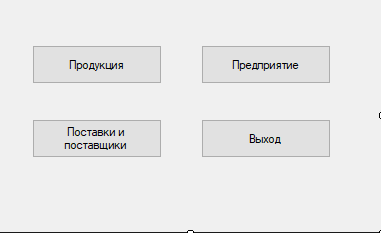 Продукция
Предприятие
Поставки и
поставщики
Выход